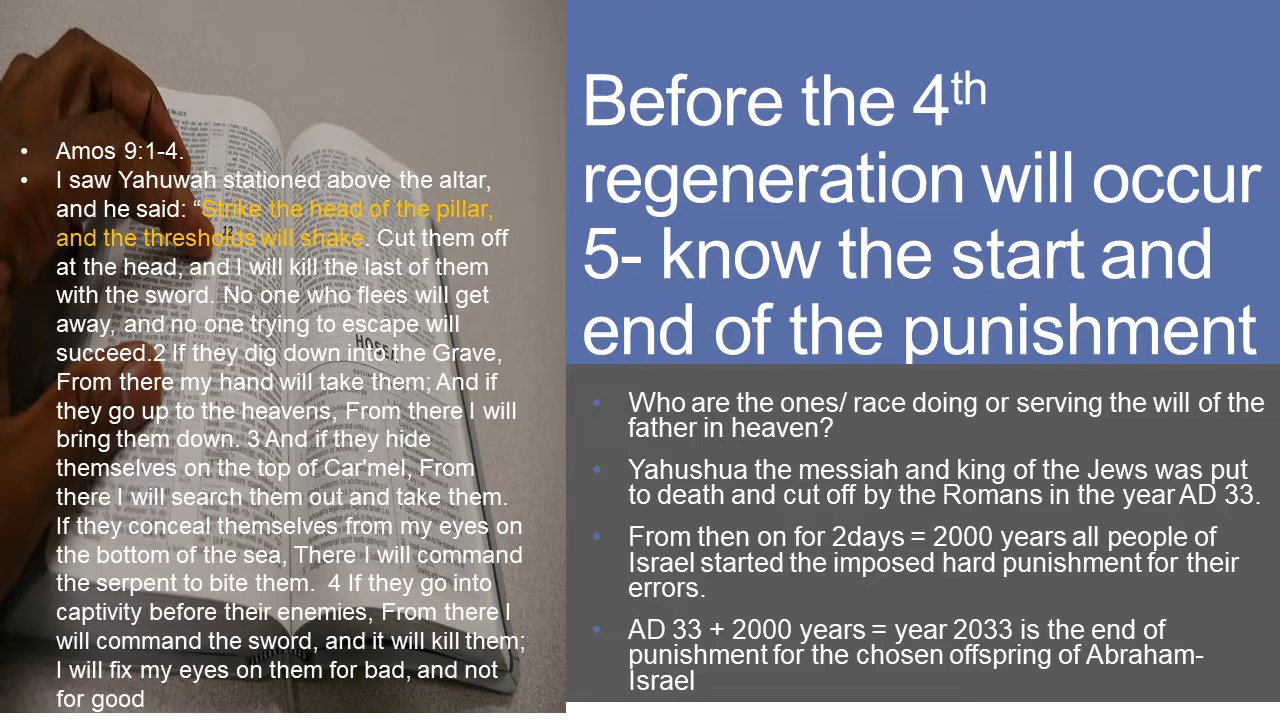 • Amos 9:1-4.
• I saw Yahuwah stationed above the altar,
and he said: “Strike the head of the pillar,
and the thresholds will shake. Cut them off
at the head, and I will kill the last of them
with the sword. No one who flees will get
away, and no one trying to escape will
succeed.2 If they dig down into the Grave,
From there my hand will take them; And if
they go up to the heavens, From there I will
bring them down. 3 And if they hide
themselves on the top of Car'mel, From
there I will search them out and take them.
If they conceal themselves from my eyes on
the bottom of the sea, There I will command
the serpent to bite them. 4 If they go into
captivity before their enemies, From there I
will command the sword, and it will kill them;
I will fix my eyes on them for bad, and not
for good
12
Before the 4th
regeneration will occur
5- know the start and
end of the punishment
• Who are the ones/ race doing or serving the will of the
father in heaven?
• Yahushua the messiah and king of the Jews was put
to death and cut off by the Romans in the year AD 33.
• From then on for 2days = 2000 years all people of
Israel started the imposed hard punishment for their
errors.
• AD 33 + 2000 years = year 2033 is the end of
punishment for the chosen offspring of Abraham-
Israel